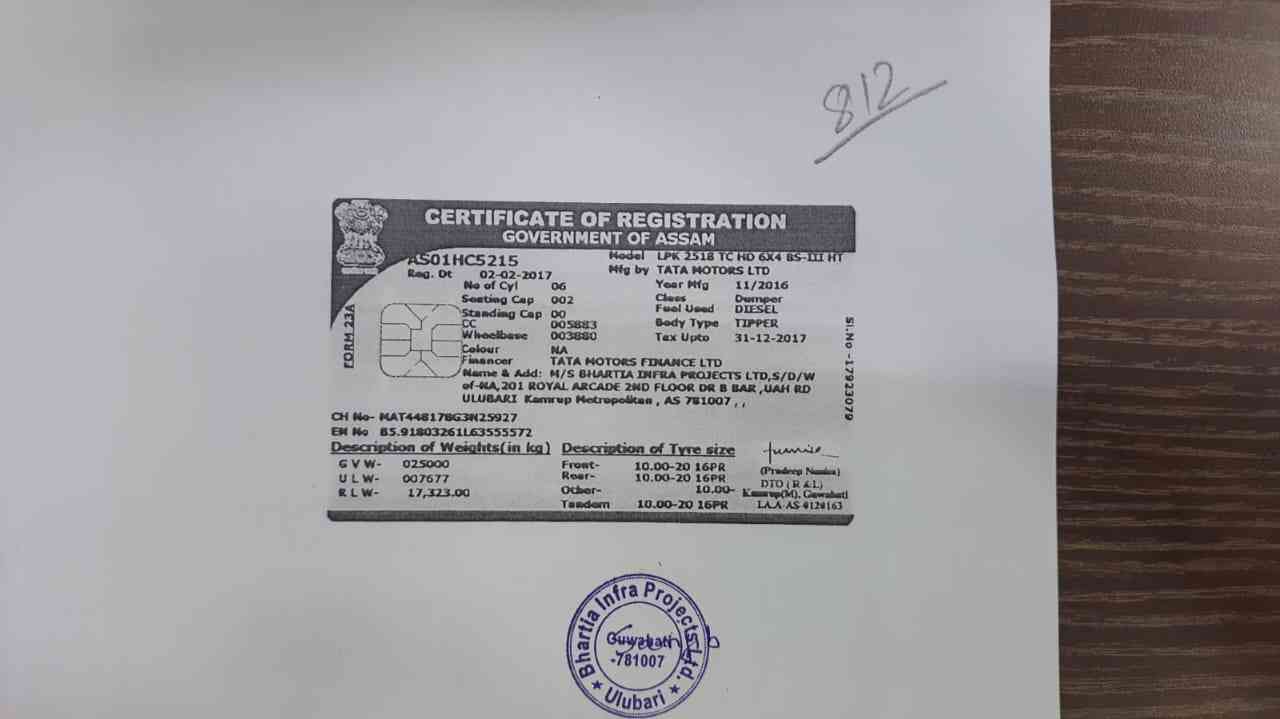 812
CERTIFICATE OF REGISTRATION
GOVERNMENT OF ASSAM
AS01HC5215 Model LPK 2518 TC HD 6X4 BS-III HT
Reg. Dt 02-02-2017 Mfg by TATA MOTORS LTD
No of Cyl 06 Year Mfg 11/2016
Seating Cap 002 Class Dumper
Standing Cap 00 Fuel Used DIESEL
CC 005883 Body Type TIPPER
Wheelbase 003880 Tax Upto 31-12-2017
Colour NA
Financer TATA MOTORS FINANCE LTD
Name & Add: M/S BHARTIA INFRA PROJECTS LTD,S/D/W
of-NA,201 ROYAL ARCADE 2ND FLOOR DR B BAR ,UAH RD
ULUBARI Kamrup Metropolitan , AS 781007 , ,
FORM 23A
Sl.No -17923079
CH No- MAT448178G3N25927
EN No B5.91803261L63555572
Description of Weights(in kg) Description of Tyre size
G V W- 025000 Front- 10.00-20 16PR
U L W- 007677 Rear- 10.00-20 16PR
R L W- 17,323.00 Other- 10.00-
Tandem 10.00-20 16PR
(Pradeep Numisa)
DTO ( R & L)
Kamrup(M), Guwahati
Bhartia Infra Projects Ltd.
Guwahati
-781007
★ Ulubari ★